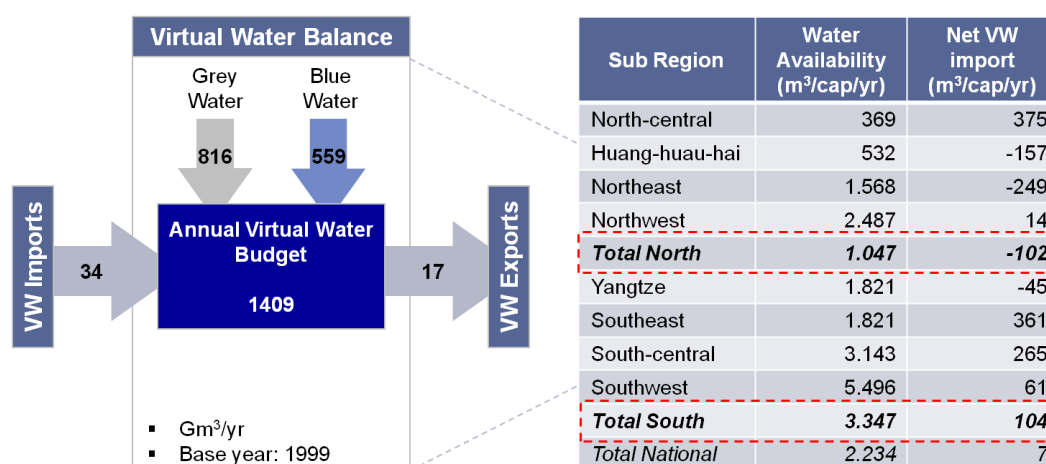 Virtual Water Balance
Grey
Water
Blue
Water
816
559
VW Imports
34
Annual Virtual Water
Budget
1409
17
VW Exports
▪ Gm³/yr
▪ Base year: 1999
Sub Region
Water
Availability
(m³/cap/yr)
Net VW
import
(m³/cap/yr)
North-central 369 375
Huang-huau-hai 532 -157
Northeast 1.568 -249
Northwest 2.487 14
Total North 1.047 -102
Yangtze 1.821 -45
Southeast 1.821 361
South-central 3.143 265
Southwest 5.496 61
Total South 3.347 104
Total National 2.234 7